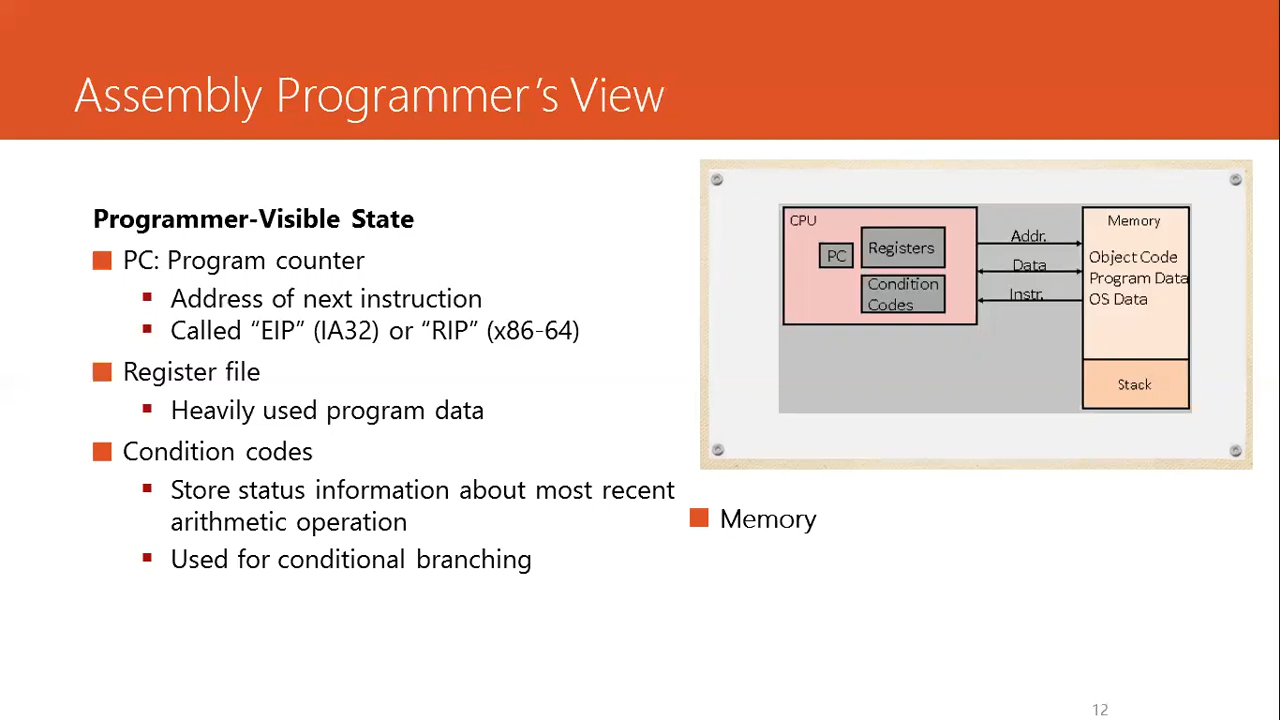 Assembly Programmer's View
Programmer-Visible State
PC: Program counter
Address of next instruction
Called “EIP” (IA32) or “RIP” (x86-64)
Register file
Heavily used program data
Condition codes
Store status information about most recent
arithmetic operation
Used for conditional branching
CPU
PC
Registers
Condition
Codes
Addr.
Data
Instr.
Memory
Object Code
Program Data
OS Data
Stack
Memory
12